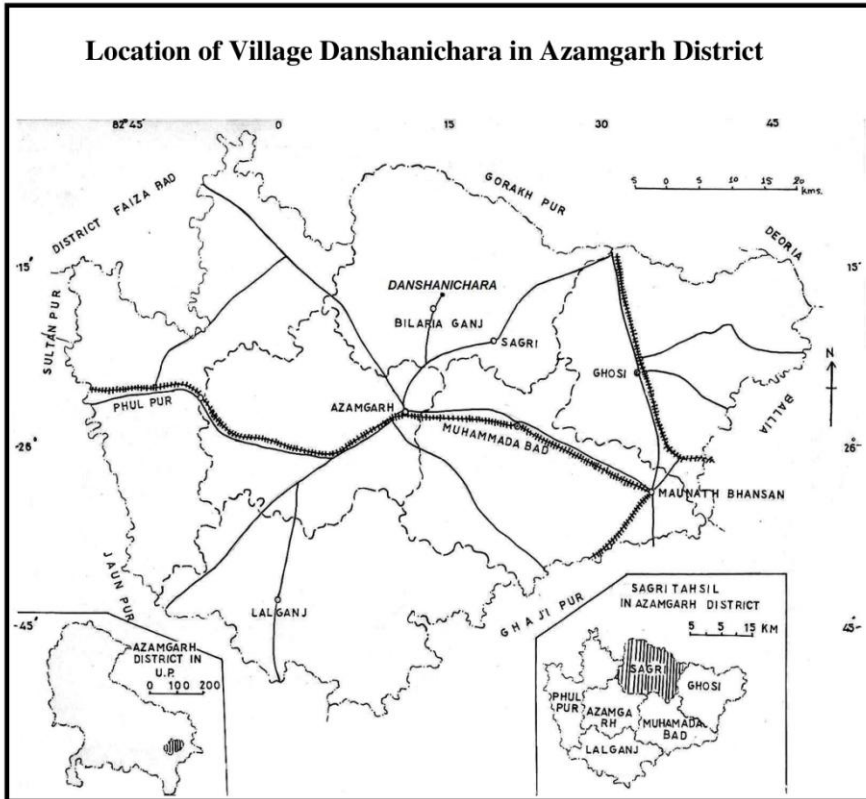 Location of Village Danshanichara in Azamgarh District
82° 45'
0
15
30
45
GORAKH PUR
5 0 5 10 20
kms.
DISTRICT FAIZA BAD
DEORIA
15'
15'
DANSHANICHARA
BILARIA GANJ
SAGRI
SULTAN PUR
GHOSI
N
PHUL PUR
AZAMGARH
MUHAMMADA BAD
BALLIA
26°
26°
MAUNATH BHANSAN
JAUN PUR
LALGANJ
GHAJI PUR
45'
45'
AZAMGARH
DISTRICT IN
U.P.
0 100 200
SAGRI TAHSIL
IN AZAMGARH DISTRICT
5 5 15 KM
SAGRI
GHOSI
PHUL
PUR
AZAMGA
RH
MUHAMADA
BAD
LALGANJ